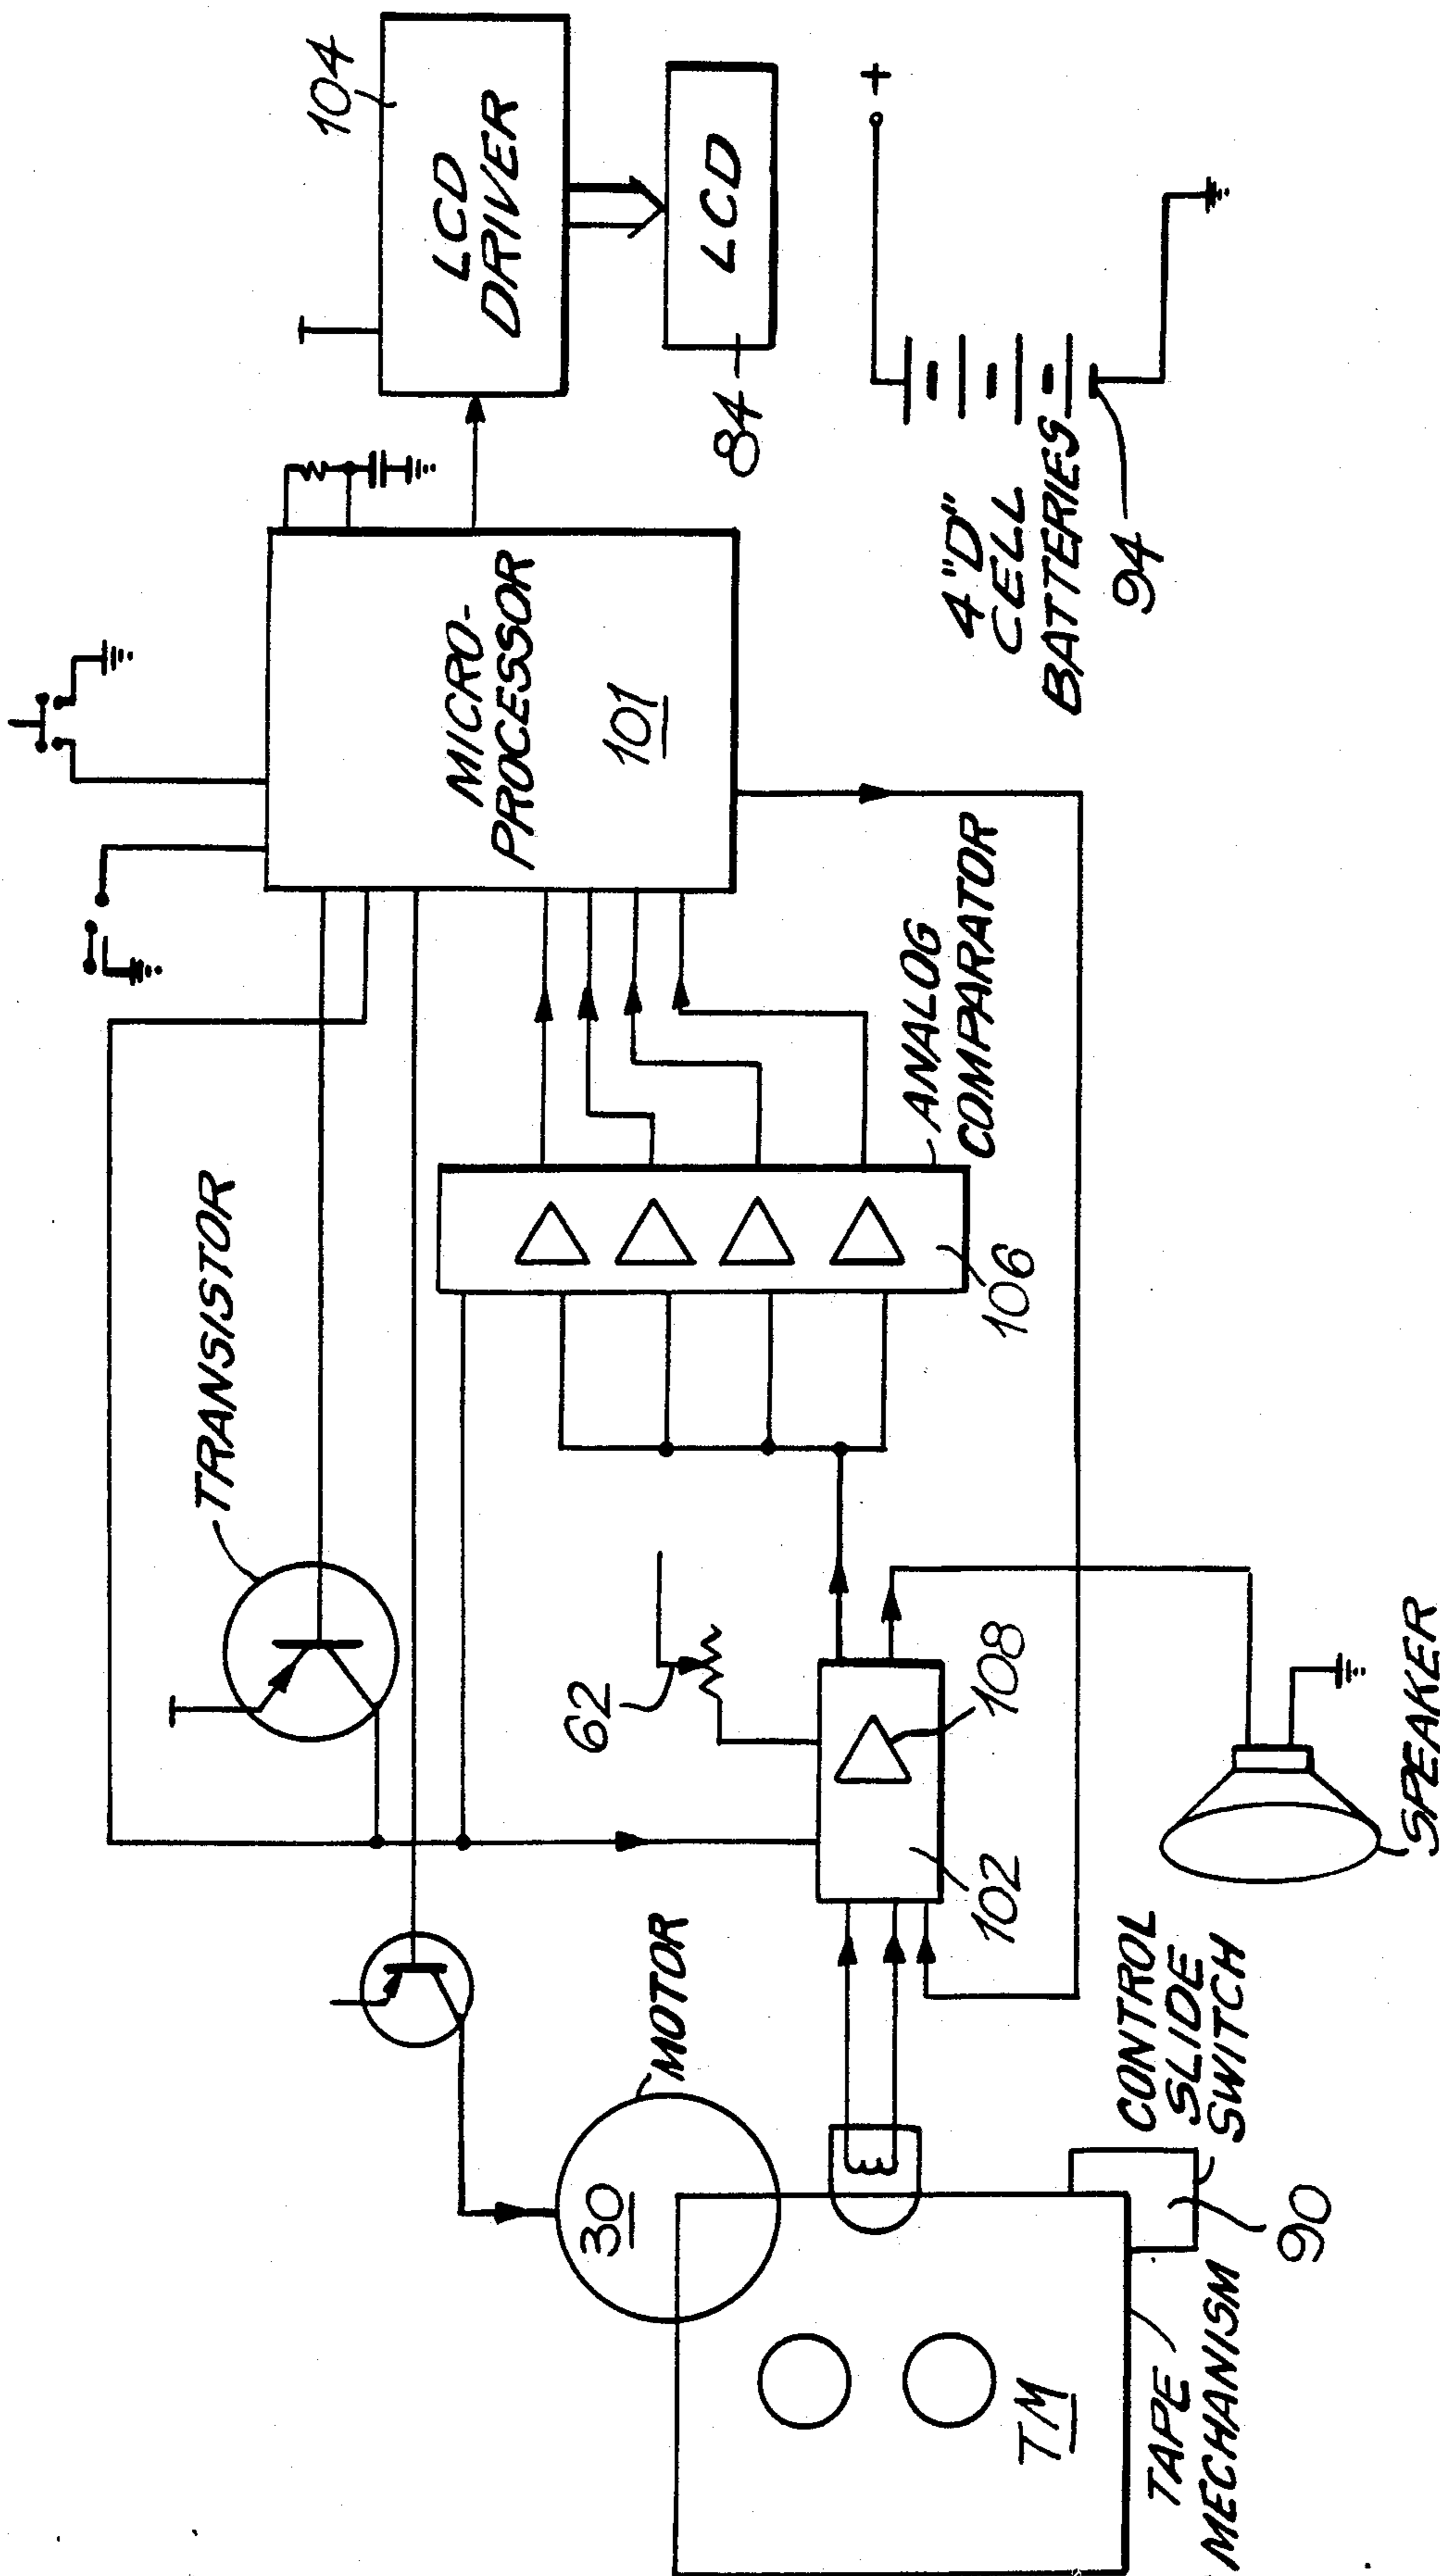 104
LCD
DRIVER
LCD
84
+
4 "D"
CELL
BATTERIES
94
MICRO-
PROCESSOR
101
ANALOG
COMPARATOR
106
TRANSISTOR
62
108
102
SPEAKER
MOTOR
30
CONTROL
SLIDE
SWITCH
90
TM
TAPE
MECHANISM